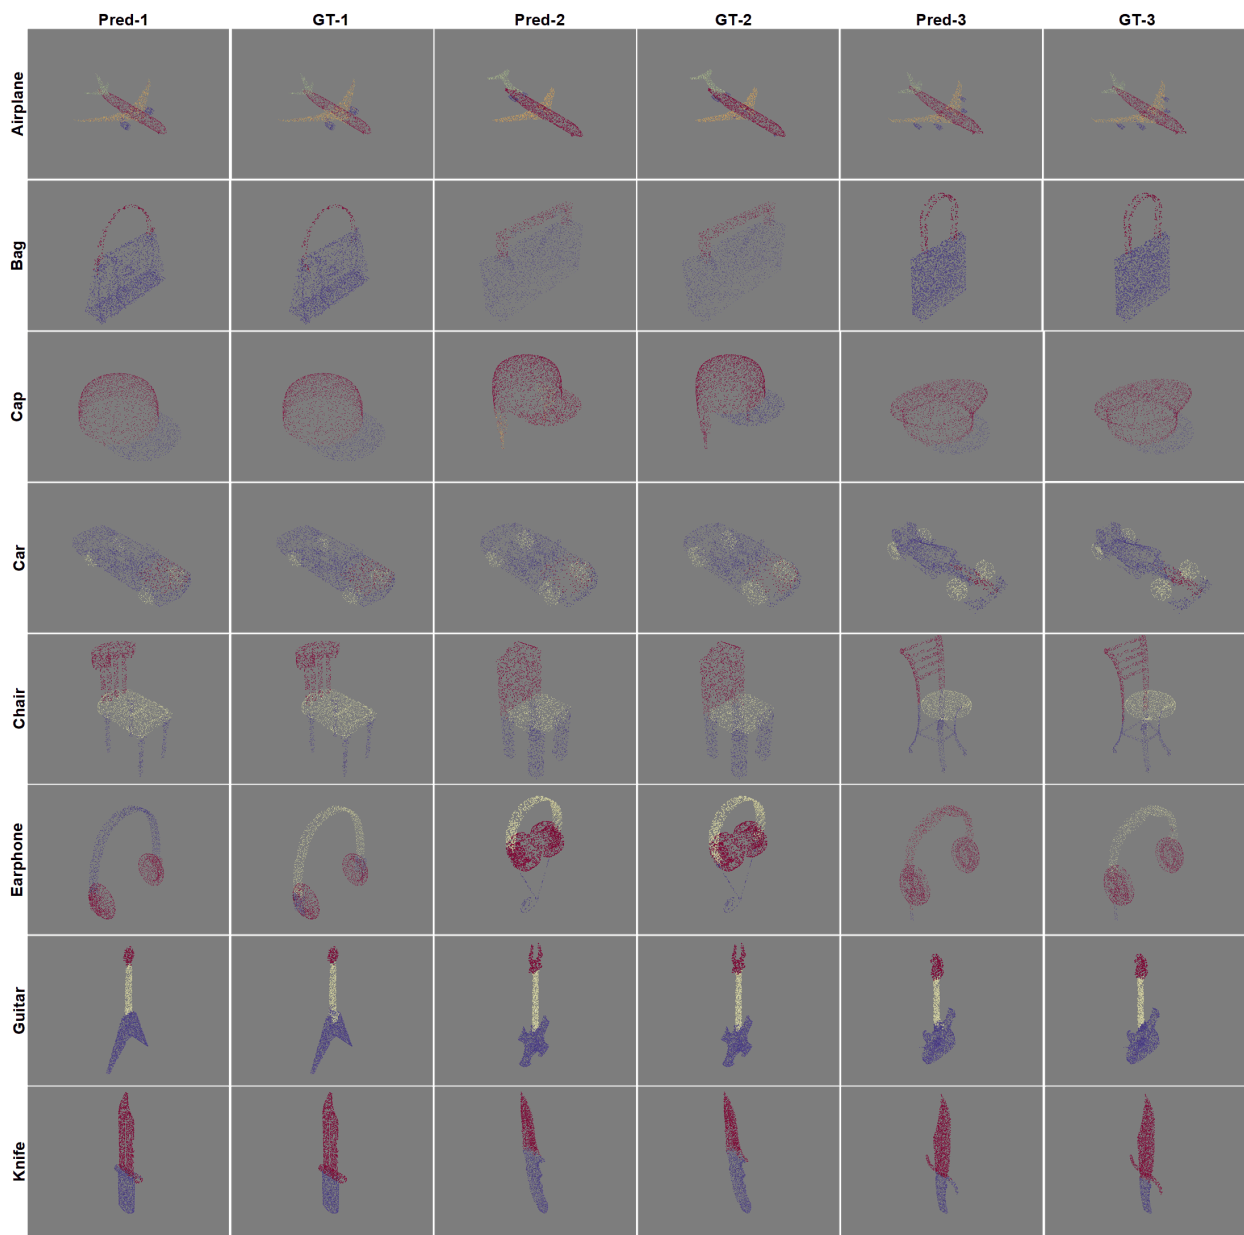 Pred-1 GT-1 Pred-2 GT-2 Pred-3 GT-3
Airplane
Bag
Cap
Car
Chair
Earphone
Guitar
Knife